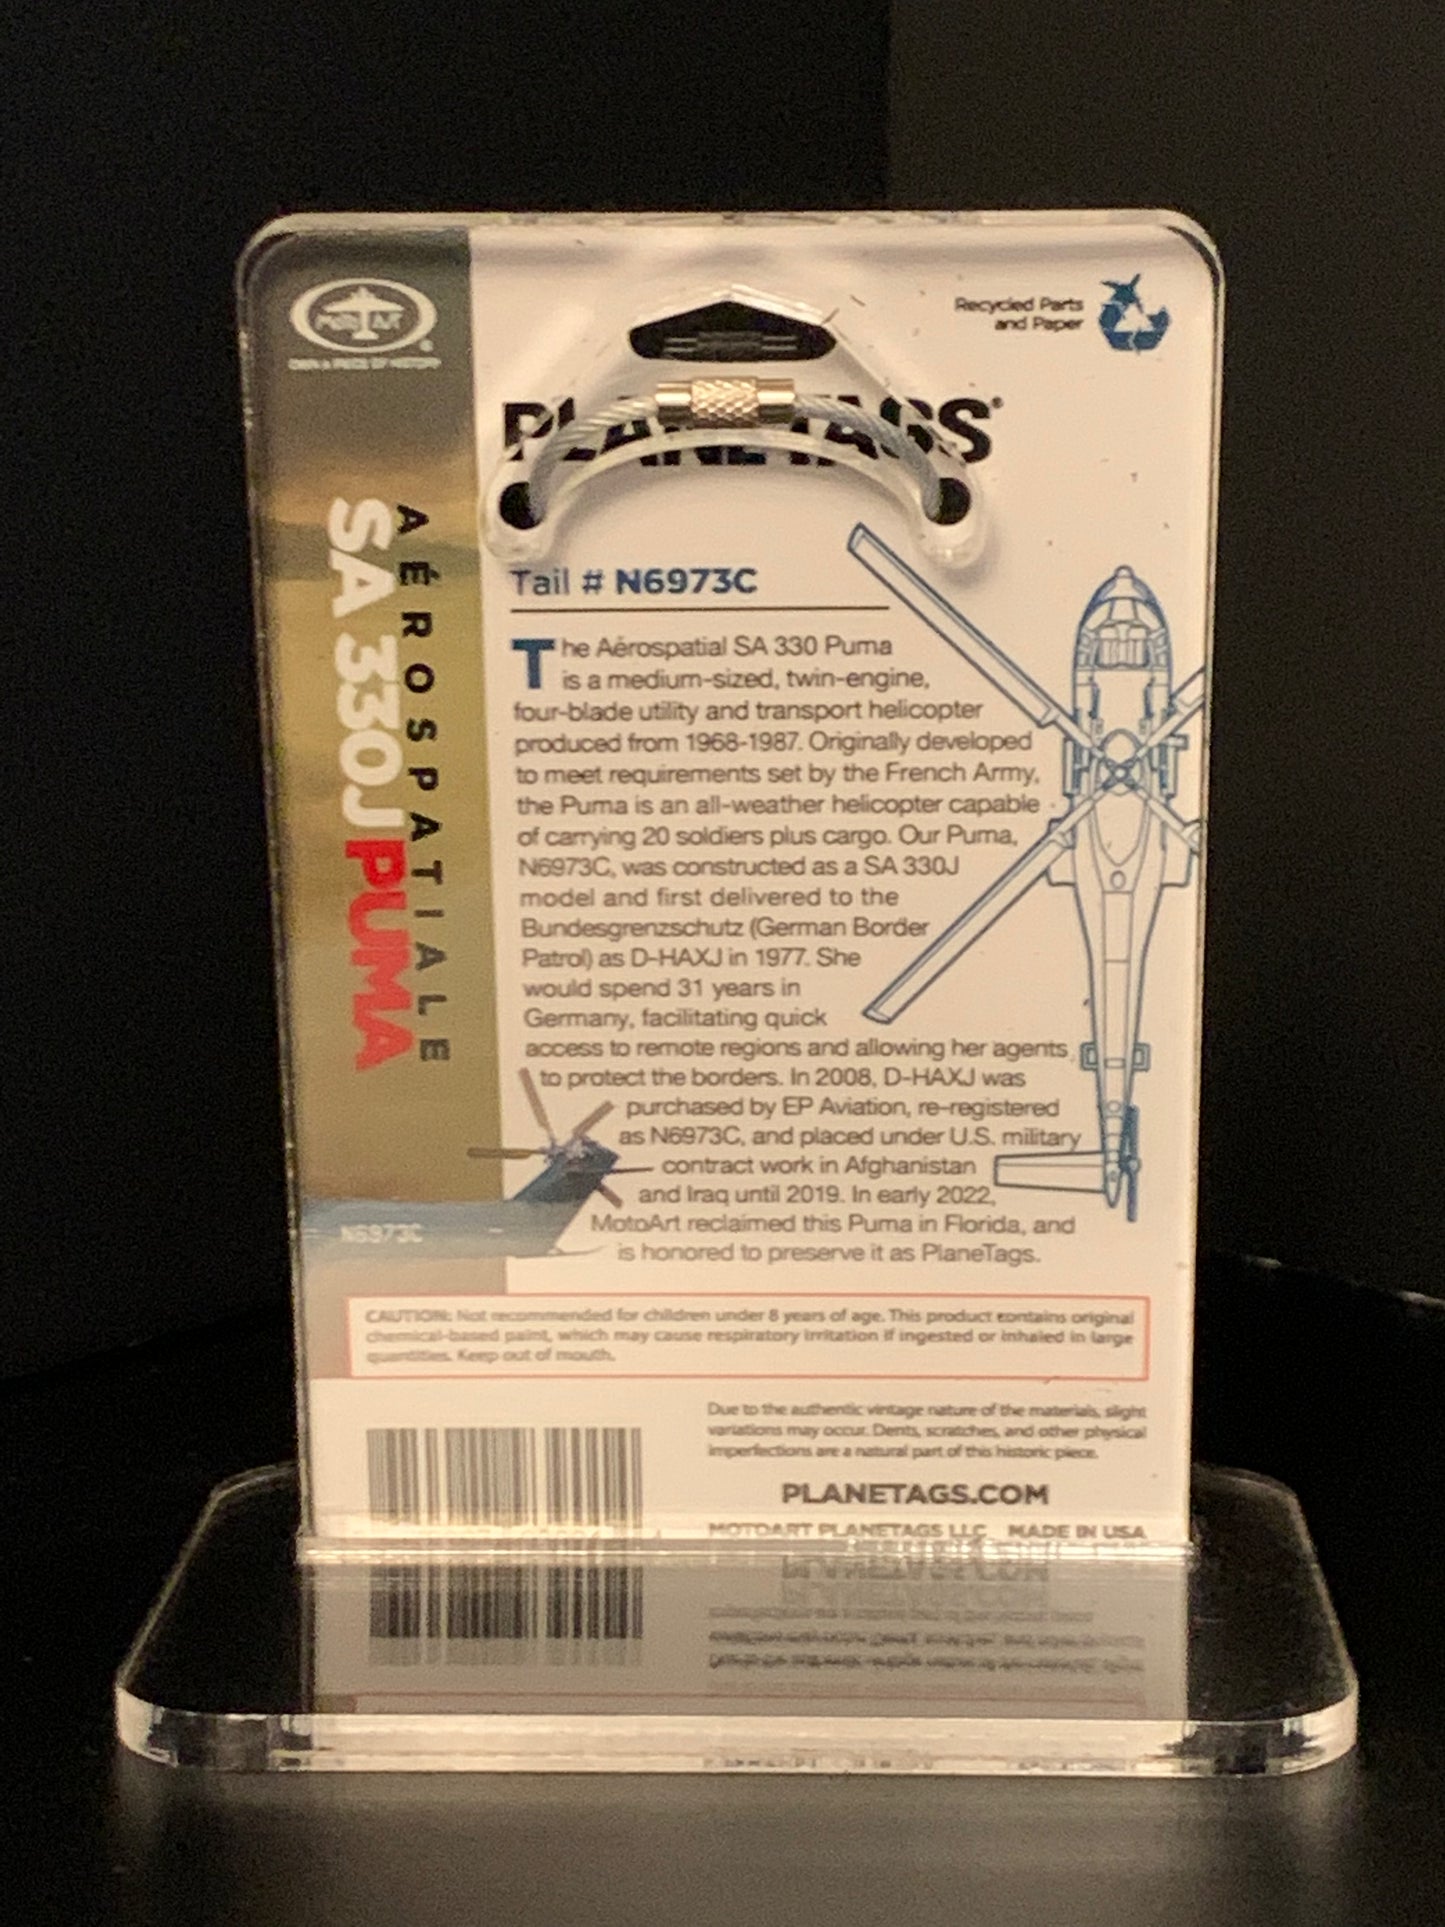 MotoArt
OWN A PIECE OF HISTORY
Recycled Parts
and Paper
PLANETAGS®
AÉROSPATIALE
SA 330J PUMA
Tail # N6973C
The Aérospatial SA 330 Puma
is a medium-sized, twin-engine,
four-blade utility and transport helicopter
produced from 1968-1987. Originally developed
to meet requirements set by the French Army,
the Puma is an all-weather helicopter capable
of carrying 20 soldiers plus cargo. Our Puma,
N6973C, was constructed as a SA 330J
model and first delivered to the
Bundesgrenzschutz (German Border
Patrol) as D-HAXJ in 1977. She
would spend 31 years in
Germany, facilitating quick
access to remote regions and allowing her agents
to protect the borders. In 2008, D-HAXJ was
purchased by EP Aviation, re-registered
as N6973C, and placed under U.S. military
contract work in Afghanistan
and Iraq until 2019. In early 2022,
MotoArt reclaimed this Puma in Florida, and
is honored to preserve it as PlaneTags.
N6973C
CAUTION: Not recommended for children under 8 years of age. This product contains original
chemical-based paint, which may cause respiratory irritation if ingested or inhaled in large
quantities. Keep out of mouth.
Due to the authentic vintage nature of the materials, slight
variations may occur. Dents, scratches, and other physical
imperfections are a natural part of this historic piece.
PLANETAGS.COM
MOTOART PLANETAGS LLC MADE IN USA